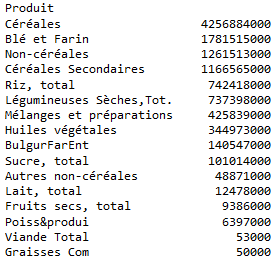 Produit
Céréales 4256884000
Blé et Farin 1781515000
Non-céréales 1261513000
Céréales Secondaires 1166565000
Riz, total 742418000
Légumineuses Sèches,Tot. 737398000
Mélanges et préparations 425839000
Huiles végétales 344973000
BulgurFarEnt 140547000
Sucre, total 101014000
Autres non-céréales 48871000
Lait, total 12478000
Fruits secs, total 9386000
Poiss&produi 6397000
Viande Total 53000
Graisses Com 50000